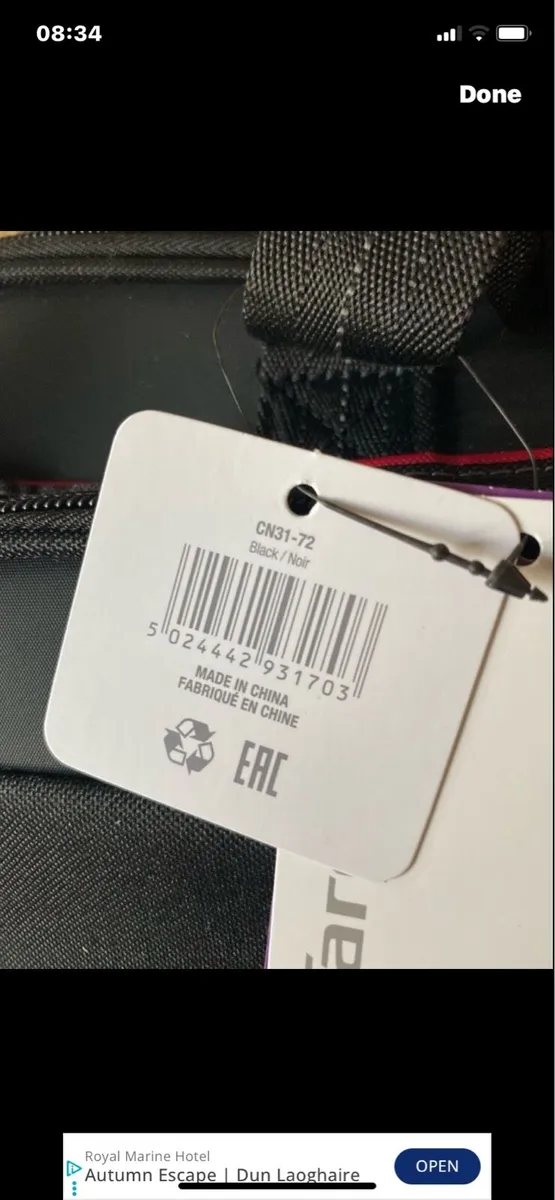 08:34
Done
CN31-72
Black / Noir
5 024442 931703
MADE IN CHINA
FABRIQUÉ EN CHINE
EAC
Royal Marine Hotel
Autumn Escape | Dun Laoghaire
OPEN